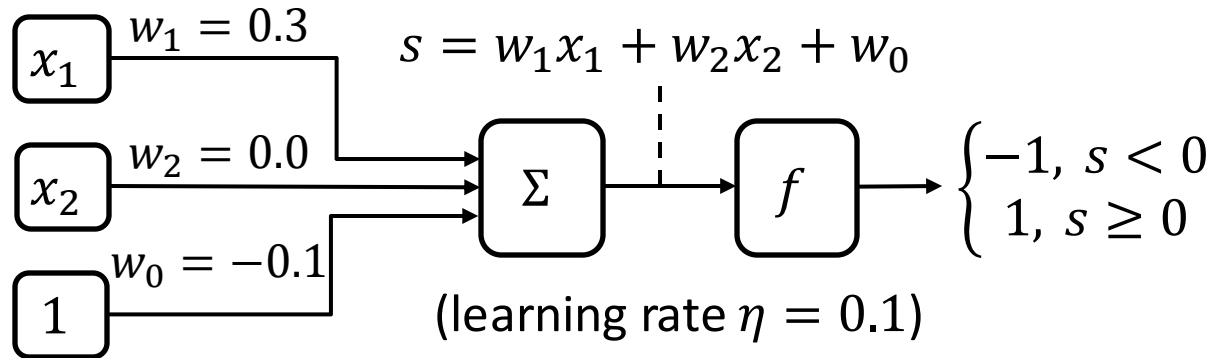 x₁
w₁ = 0.3
s = w₁x₁ + w₂x₂ + w₀
x₂
w₂ = 0.0
Σ
f
−1, s < 0
1, s ≥ 0
1
w₀ = −0.1
(learning rate η = 0.1)